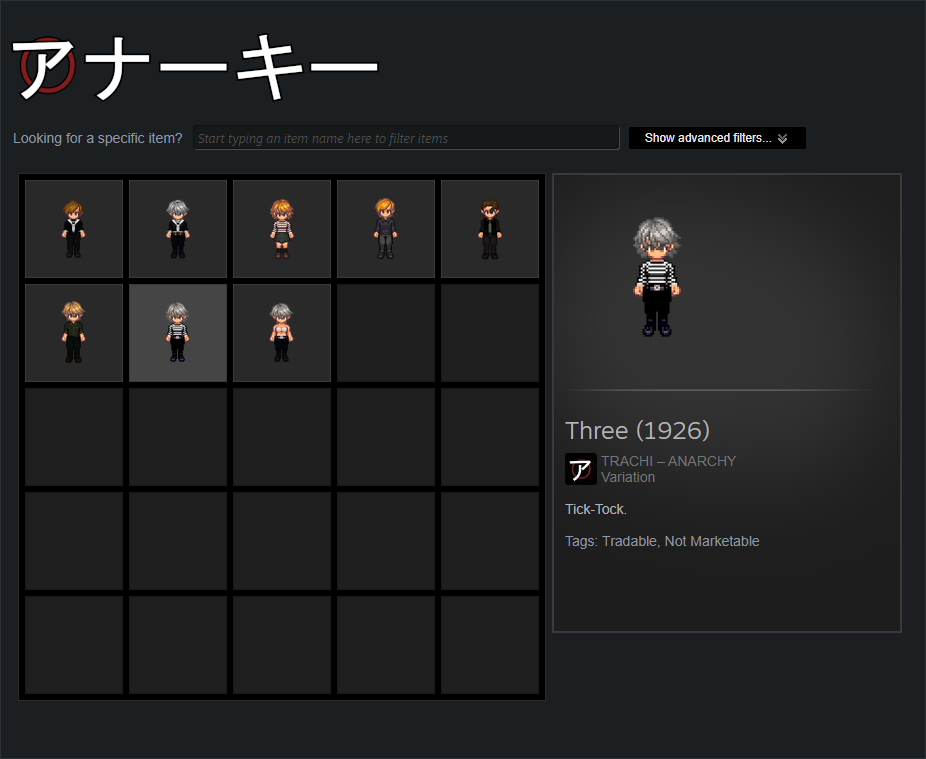 アナーキー
Looking for a specific item?
Start typing an item name here to filter items
Show advanced filters...
Three (1926)
ア
TRACHI – ANARCHY
Variation
Tick-Tock.
Tags: Tradable, Not Marketable